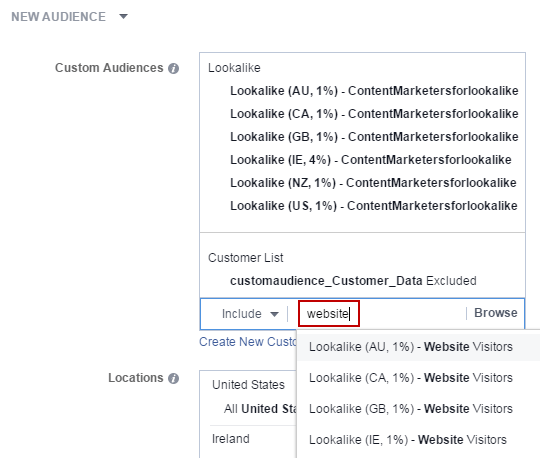 NEW AUDIENCE
Custom Audiences
Lookalike
Lookalike (AU, 1%) - ContentMarketersforlookalike
Lookalike (CA, 1%) - ContentMarketersforlookalike
Lookalike (GB, 1%) - ContentMarketersforlookalike
Lookalike (IE, 4%) - ContentMarketersforlookalike
Lookalike (NZ, 1%) - ContentMarketersforlookalike
Lookalike (US, 1%) - ContentMarketersforlookalike
Customer List
customaudience_Customer_Data Excluded
Include website Browse
Create New Custo
Lookalike (AU, 1%) - Website Visitors
Lookalike (CA, 1%) - Website Visitors
Lookalike (GB, 1%) - Website Visitors
Lookalike (IE, 1%) - Website Visitors
Locations
United States
All United Sta
Ireland